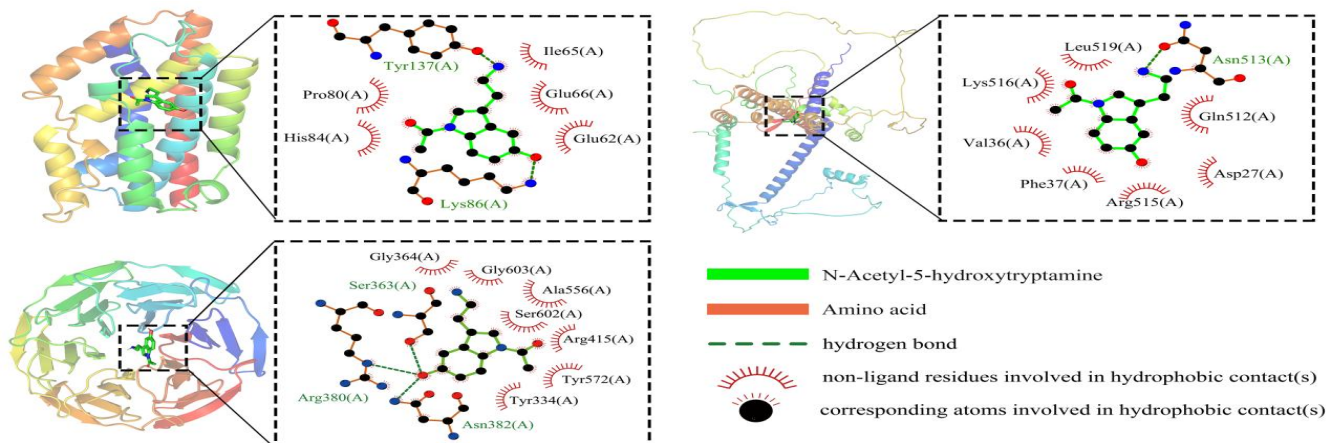 Ile65(A)
Tyr137(A)
Pro80(A)
Glu66(A)
His84(A)
Glu62(A)
Lys86(A)
Leu519(A)
Asn513(A)
Lys516(A)
Gln512(A)
Val36(A)
Phe37(A)
Asp27(A)
Arg515(A)
Gly364(A)
Gly603(A)
Ser363(A)
Ala556(A)
Ser602(A)
Arg415(A)
Tyr572(A)
Arg380(A)
Tyr334(A)
Asn382(A)
N-Acetyl-5-hydroxytryptamine
Amino acid
hydrogen bond
non-ligand residues involved in hydrophobic contact(s)
corresponding atoms involved in hydrophobic contact(s)